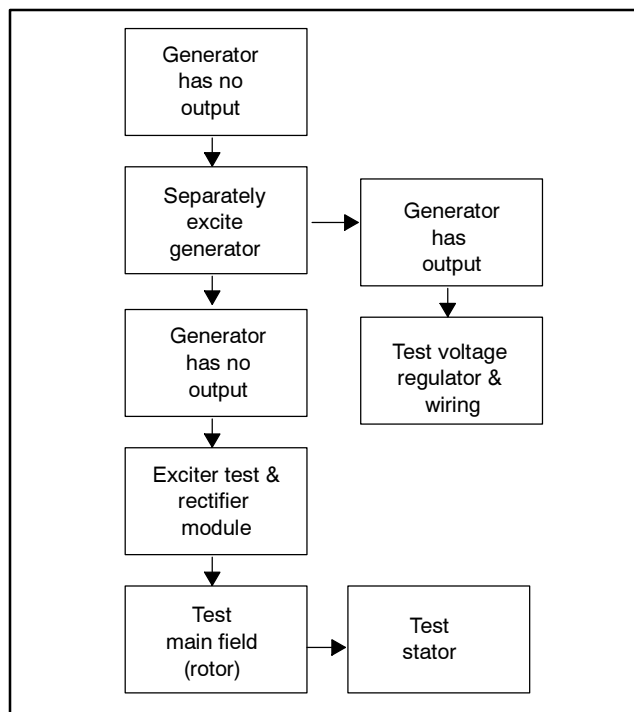 Generator
has no
output
Separately
excite
generator
Generator
has
output
Generator
has no
output
Test voltage
regulator &
wiring
Exciter test &
rectifier
module
Test
main field
(rotor)
Test
stator